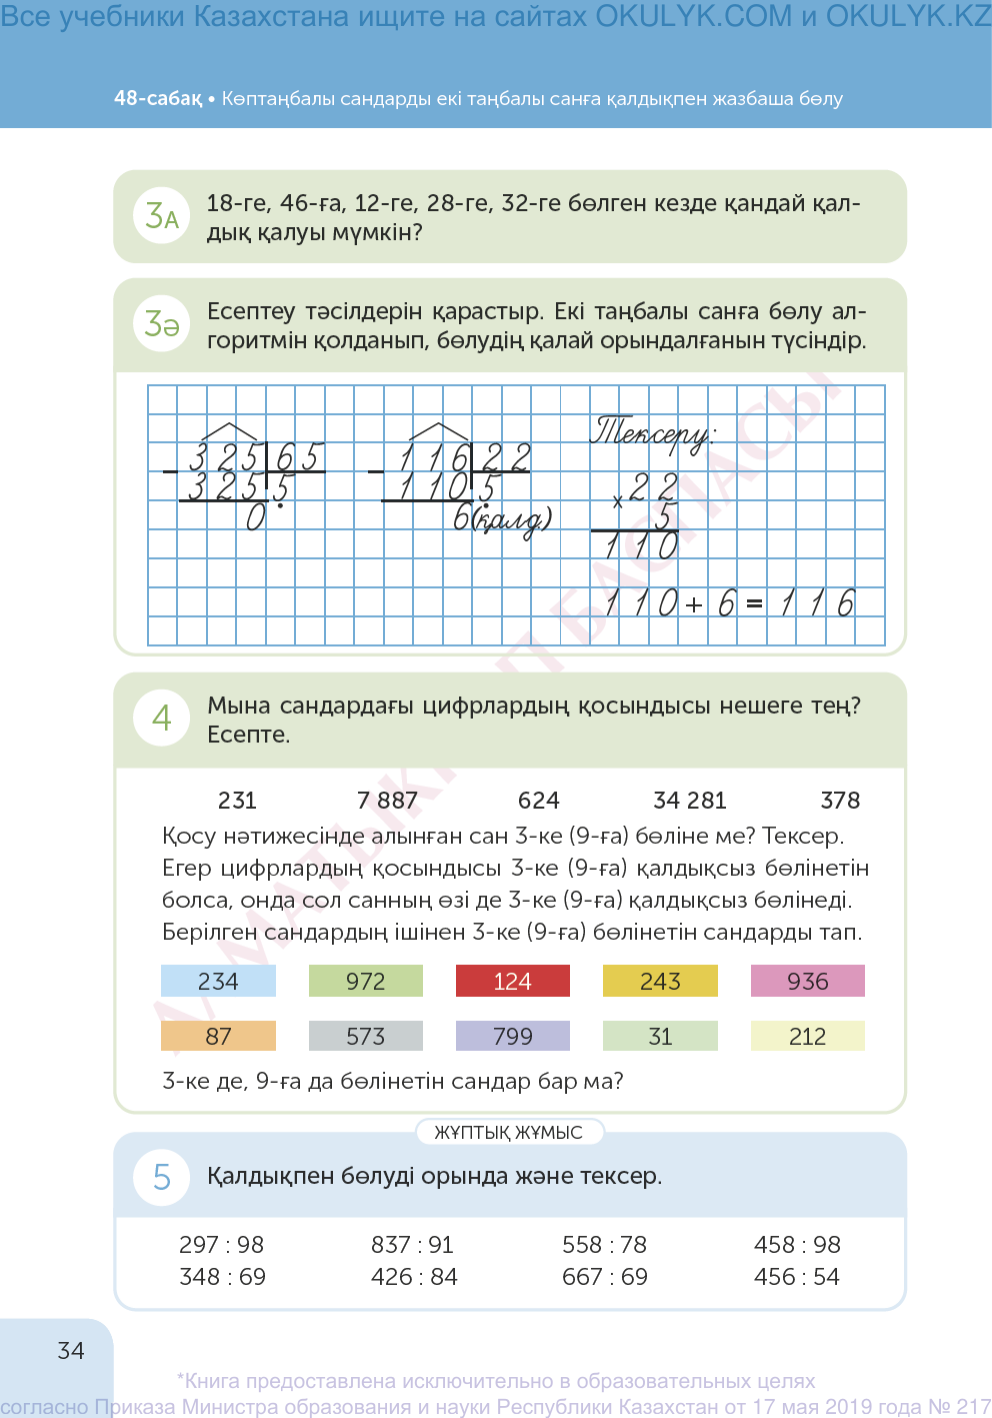 Все учебники Казахстана ищите на сайтах OKULYK.COM и OKULYK.KZ
48-сабақ • Көптаңбалы сандарды екі таңбалы санға қалдықпен жазбаша бөлу
3А
18-ге, 46-ға, 12-ге, 28-ге, 32-ге бөлген кезде қандай қал-
дық қалуы мүмкін?
3Ә
Есептеу тәсілдерін қарастыр. Екі таңбалы санға бөлу ал-
горитмін қолданып, бөлудің қалай орындалғанын түсіндір.
Тексеру:
– 325 65 – 116 22
325 5 110 5 × 22
0 6 (қалд.) 5
110
110 + 6 = 116
4
Мына сандардағы цифрлардың қосындысы нешеге тең?
Есепте.
231 7 887 624 34 281 378
Қосу нәтижесінде алынған сан 3-ке (9-ға) бөліне ме? Тексер.
Егер цифрлардың қосындысы 3-ке (9-ға) қалдықсыз бөлінетін
болса, онда сол санның өзі де 3-ке (9-ға) қалдықсыз бөлінеді.
Берілген сандардың ішінен 3-ке (9-ға) бөлінетін сандарды тап.
234 972 124 243 936
87 573 799 31 212
3-ке де, 9-ға да бөлінетін сандар бар ма?
ЖҰПТЫҚ ЖҰМЫС
5
Қалдықпен бөлуді орында және тексер.
297 : 98 837 : 91 558 : 78 458 : 98
348 : 69 426 : 84 667 : 69 456 : 54
34
*Книга предоставлена исключительно в образовательных целях
согласно Приказа Министра образования и науки Республики Казахстан от 17 мая 2019 года № 217